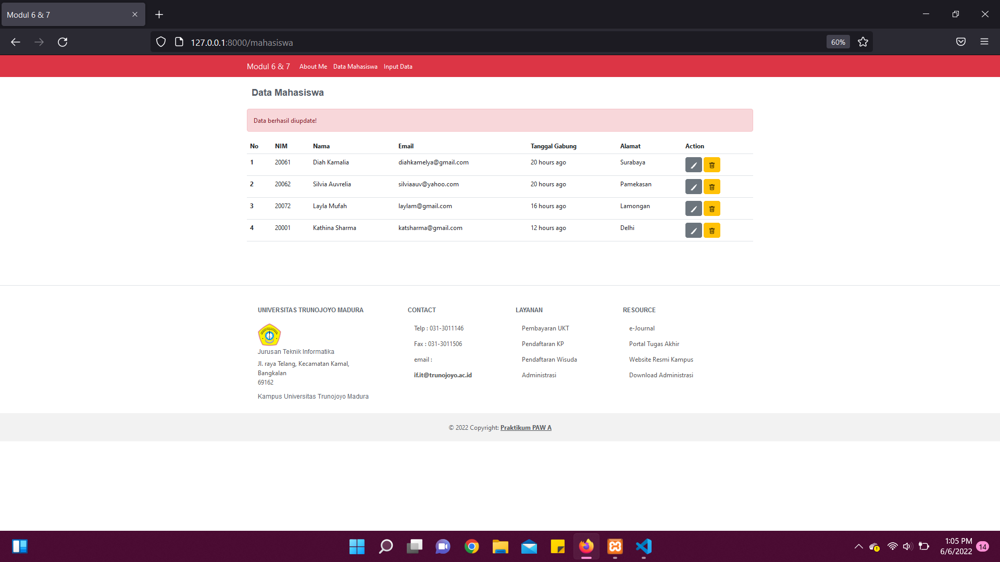 Modul 6 & 7
127.0.0.1:8000/mahasiswa
60%
Modul 6 & 7 About Me Data Mahasiswa Input Data
Data Mahasiswa
Data berhasil diupdate!
No NIM Nama Email Tanggal Gabung Alamat Action
1 20061 Diah Kamalia diahkamelya@gmail.com 20 hours ago Surabaya
2 20062 Silvia Auvrelia silviaauv@yahoo.com 20 hours ago Pamekasan
3 20072 Layla Mufah laylam@gmail.com 16 hours ago Lamongan
4 20001 Kathina Sharma katsharma@gmail.com 12 hours ago Delhi
UNIVERSITAS TRUNOJOYO MADURA
Jurusan Teknik Informatika
Jl. raya Telang, Kecamatan Kamal,
Bangkalan
69162
Kampus Universitas Trunojoyo Madura
CONTACT
Telp : 031-3011146
Fax : 031-3011506
email :
if.it@trunojoyo.ac.id
LAYANAN
Pembayaran UKT
Pendaftaran KP
Pendaftaran Wisuda
Administrasi
RESOURCE
e-Journal
Portal Tugas Akhir
Website Resmi Kampus
Download Administrasi
© 2022 Copyright: Praktikum PAW A
1:05 PM
6/6/2022
14